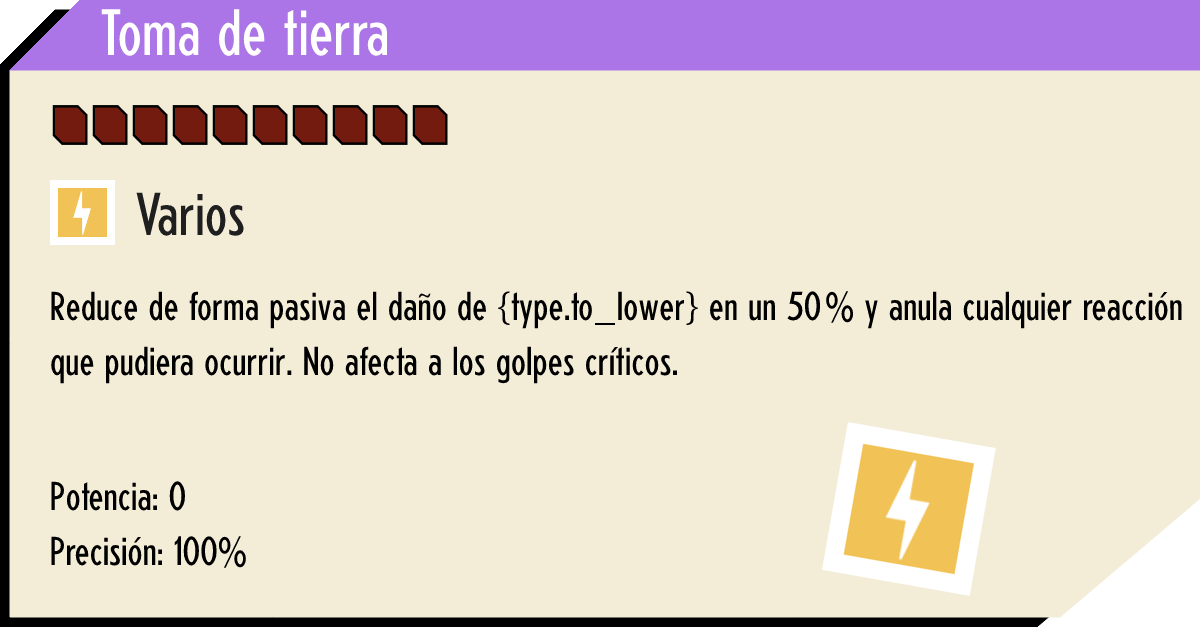 Toma de tierra
Varios
Reduce de forma pasiva el daño de {type.to_lower} en un 50% y anula cualquier reacción
que pudiera ocurrir. No afecta a los golpes críticos.
Potencia: 0
Precisión: 100%